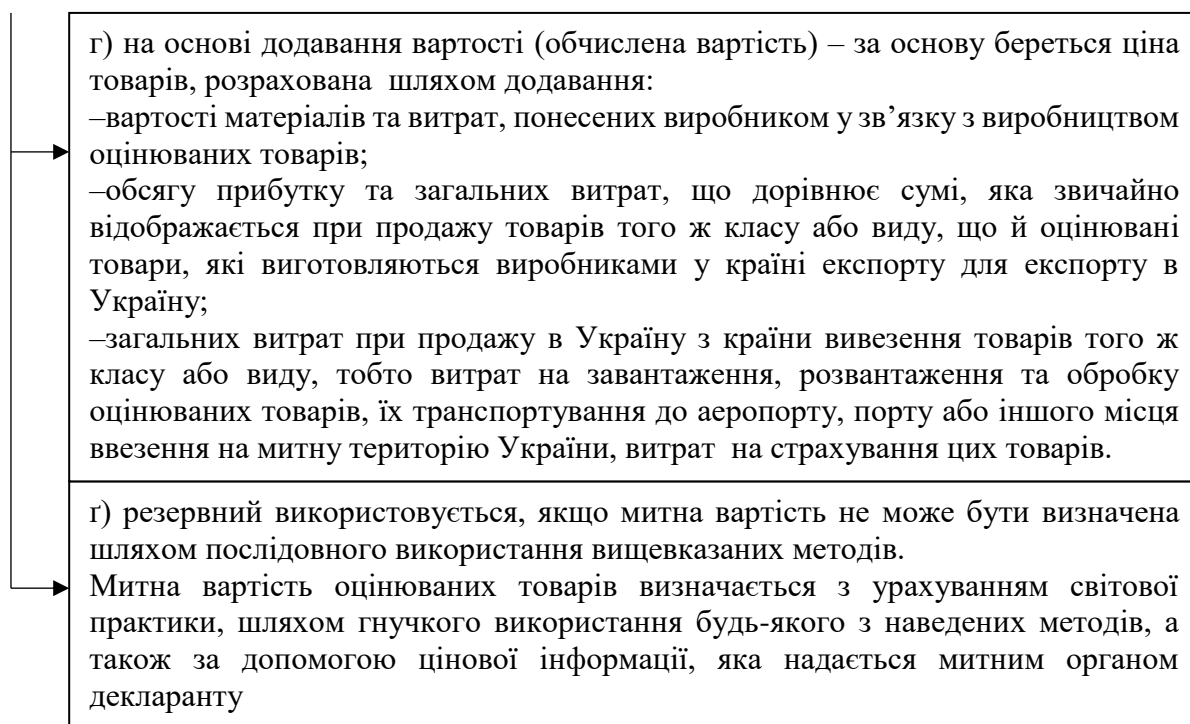 г) на основі додавання вартості (обчислена вартість) – за основу береться ціна
товарів, розрахована шляхом додавання:
–вартості матеріалів та витрат, понесених виробником у зв’язку з виробництвом
оцінюваних товарів;
–обсягу прибутку та загальних витрат, що дорівнює сумі, яка звичайно
відображається при продажу товарів того ж класу або виду, що й оцінювані
товари, які виготовляються виробниками у країні експорту для експорту в
Україну;
–загальних витрат при продажу в Україну з країни вивезення товарів того ж
класу або виду, тобто витрат на завантаження, розвантаження та обробку
оцінюваних товарів, їх транспортування до аеропорту, порту або іншого місця
ввезення на митну територію України, витрат на страхування цих товарів.
ґ) резервний використовується, якщо митна вартість не може бути визначена
шляхом послідовного використання вищевказаних методів.
Митна вартість оцінюваних товарів визначається з урахуванням світової
практики, шляхом гнучкого використання будь-якого з наведених методів, а
також за допомогою цінової інформації, яка надається митним органом
декларанту